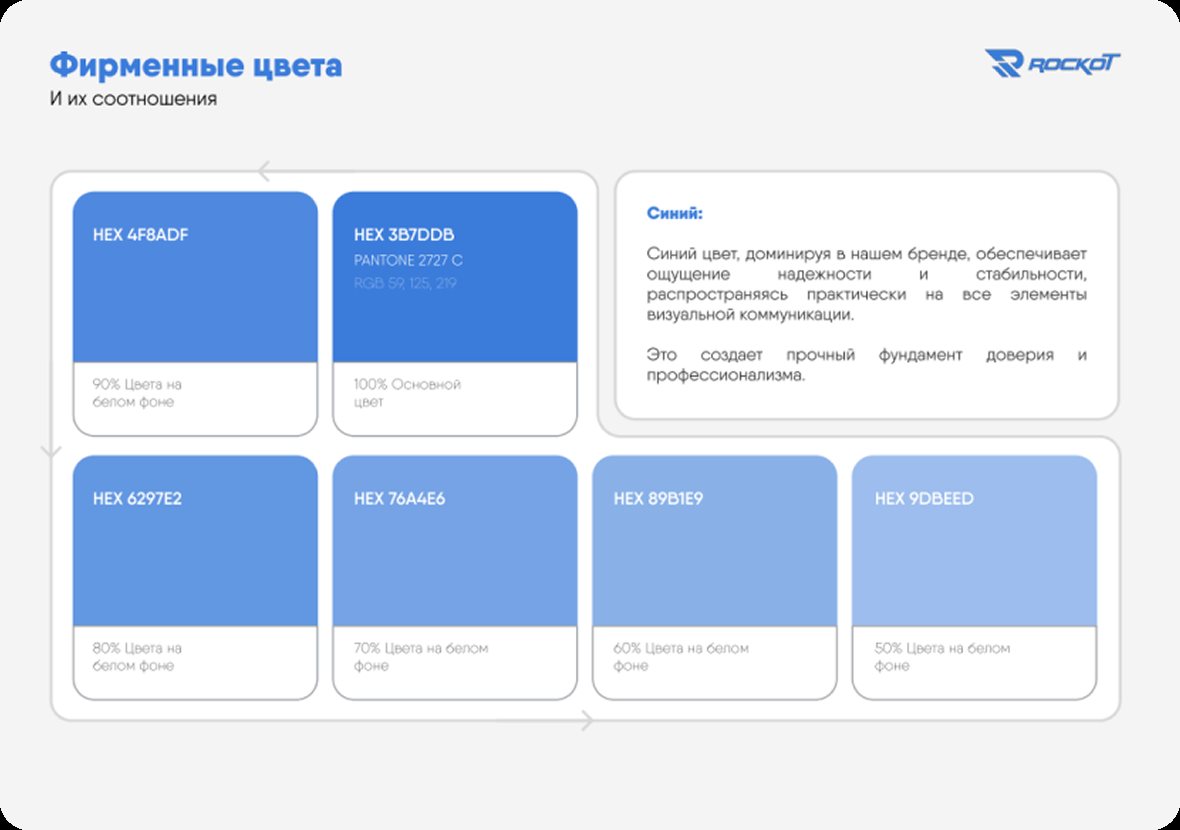 Фирменные цвета
И их соотношения
ROCKOT
HEX 4F8ADF
90% Цвета на
белом фоне
HEX 3B7DDB
PANTONE 2727 C
RGB 59, 125, 219
100% Основной
цвет
Синий:
Синий цвет, доминируя в нашем бренде, обеспечивает
ощущение надежности и стабильности,
распространяясь практически на все элементы
визуальной коммуникации.
Это создает прочный фундамент доверия и
профессионализма.
HEX 6297E2
80% Цвета на
белом фоне
HEX 76A4E6
70% Цвета на белом
фоне
HEX 89B1E9
60% Цвета на белом
фоне
HEX 9DBEED
50% Цвета на белом
фоне